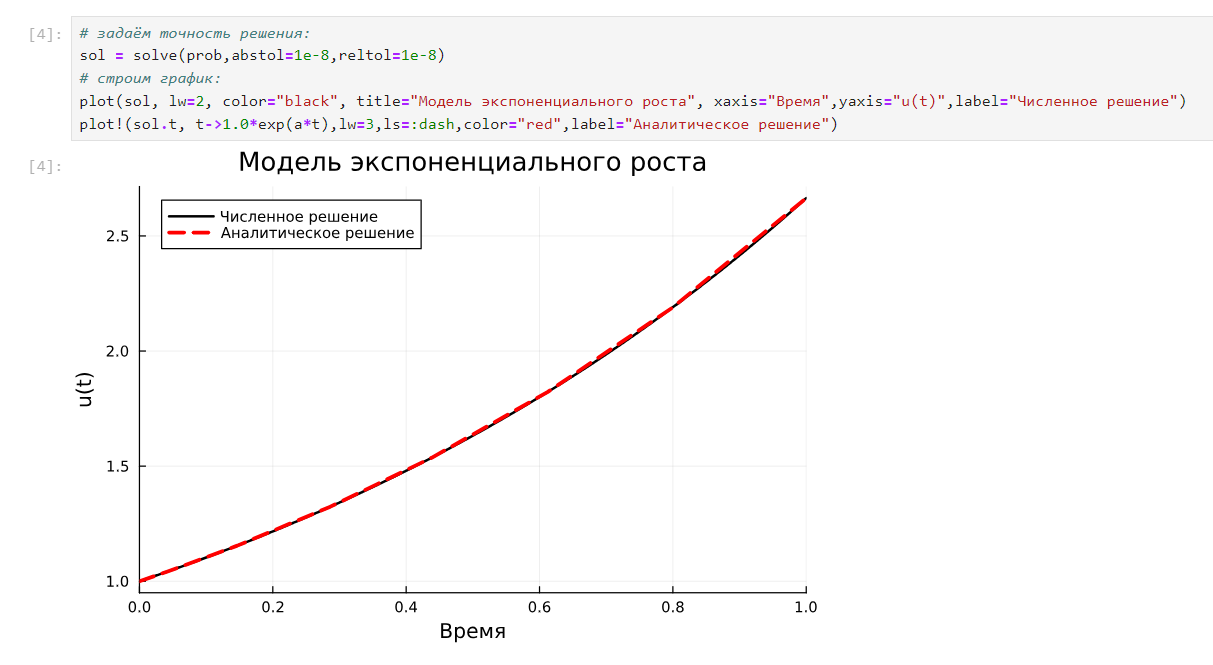 [4]:
# задаём точность решения:
sol = solve(prob,abstol=1e-8,reltol=1e-8)
# строим график:
plot(sol, lw=2, color="black", title="Модель экспоненциального роста", xaxis="Время",yaxis="u(t)",label="Численное решение")
plot!(sol.t, t->1.0*exp(a*t),lw=3,ls=:dash,color="red",label="Аналитическое решение")
[4]:
Модель экспоненциального роста
Численное решение
Аналитическое решение
2.5
2.0
1.5
1.0
u(t)
0.0 0.2 0.4 0.6 0.8 1.0
Время